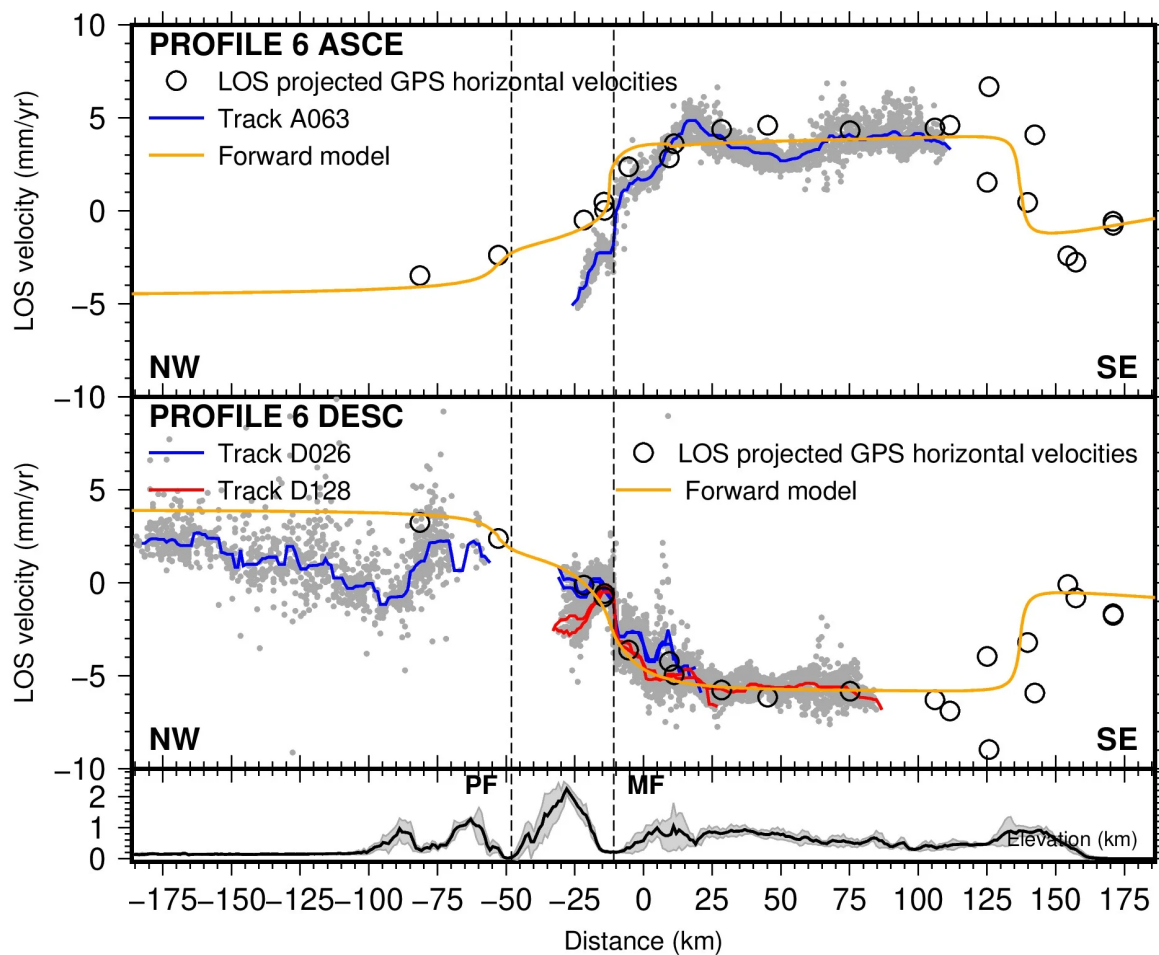 10
PROFILE 6 ASCE
LOS projected GPS horizontal velocities
Track A063
Forward model
5
0
−5
−10
LOS velocity (mm/yr)
NW
SE
PROFILE 6 DESC
Track D026
Track D128
LOS projected GPS horizontal velocities
Forward model
5
0
−5
−10
LOS velocity (mm/yr)
NW
SE
PF
MF
2
1
0
Elevation (km)
−175 −150 −125 −100 −75 −50 −25 0 25 50 75 100 125 150 175
Distance (km)